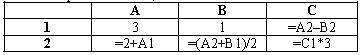 A B C
1 3 1 =A2–B2
2 =2+A1 =(A2+B1)/2 =C1*3